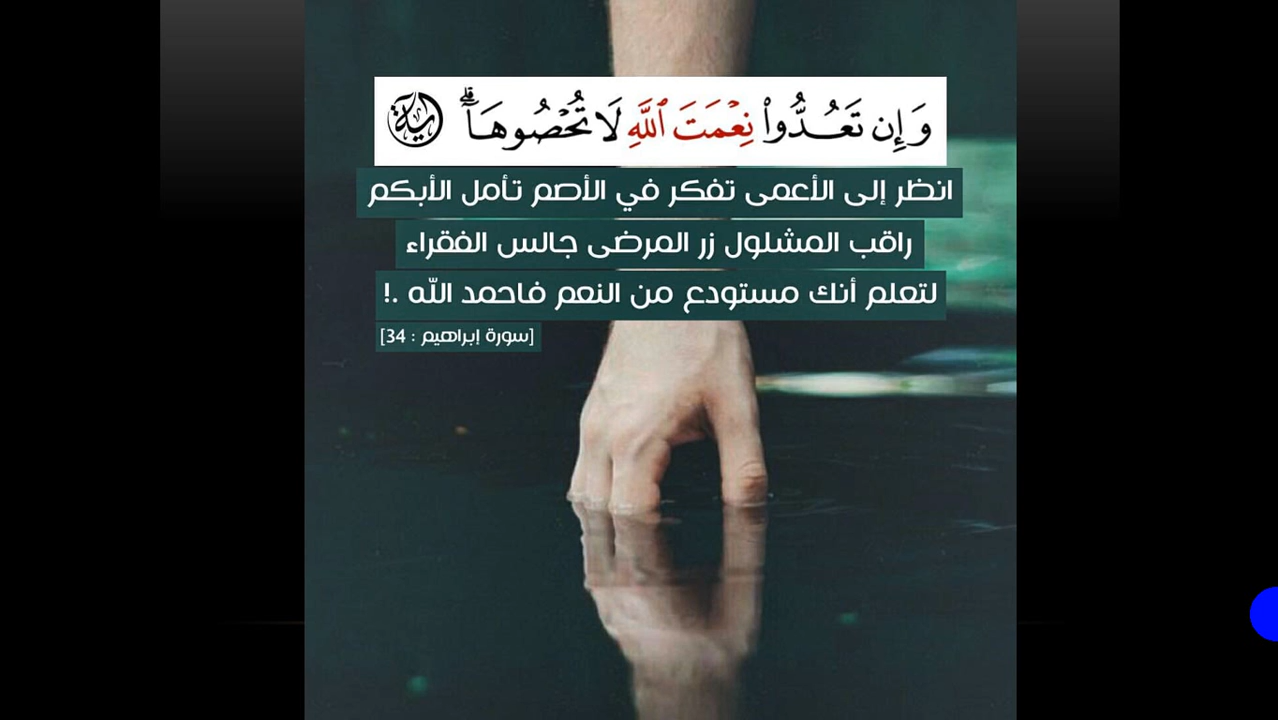 وَإِن تَعُدُّوا۟ نِعْمَتَ ٱللَّهِ لَا تُحْصُوهَآ ۗ آية
انظر إلى الأعمى تفكر في الأصم تأمل الأبكم
راقب المشلول زر المرضى جالس الفقراء
لتعلم أنك مستودع من النعم فاحمد الله .!
[سورة إبراهيم : 34]